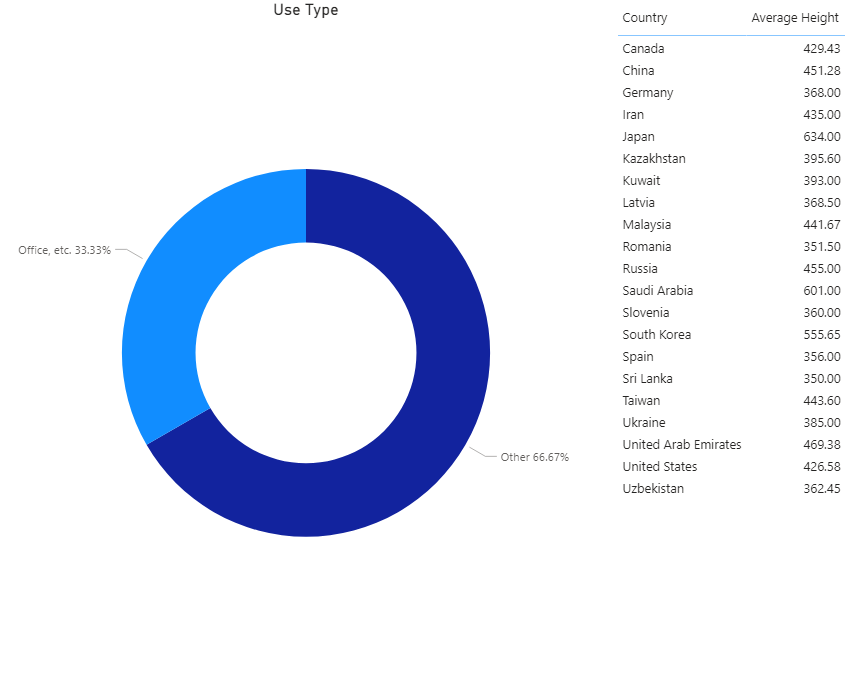 Use Type
Office, etc. 33.33%
Other 66.67%
Country Average Height
Canada 429.43
China 451.28
Germany 368.00
Iran 435.00
Japan 634.00
Kazakhstan 395.60
Kuwait 393.00
Latvia 368.50
Malaysia 441.67
Romania 351.50
Russia 455.00
Saudi Arabia 601.00
Slovenia 360.00
South Korea 555.65
Spain 356.00
Sri Lanka 350.00
Taiwan 443.60
Ukraine 385.00
United Arab Emirates 469.38
United States 426.58
Uzbekistan 362.45